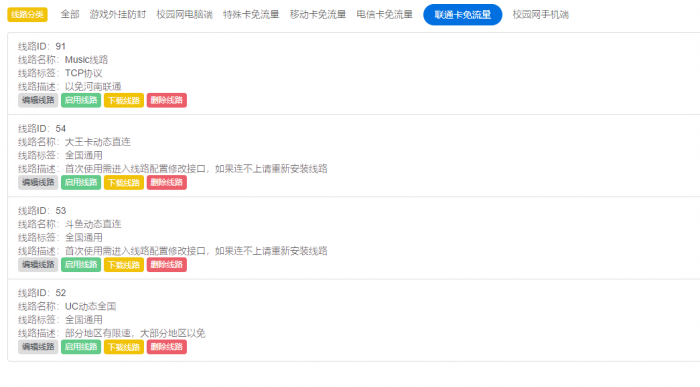 线路分类 全部 游戏外挂防封 校园网电脑端 特殊卡免流量 移动卡免流量 电信卡免流量 联通卡免流量 校园网手机端
线路ID：91
线路名称：Music线路
线路标签：TCP协议
线路描述：以免河南联通
编辑线路 启用线路 下载线路 删除线路
线路ID：54
线路名称：大王卡动态直连
线路标签：全国通用
线路描述：首次使用需进入线路配置修改接口，如果连不上请重新安装线路
编辑线路 启用线路 下载线路 删除线路
线路ID：53
线路名称：斗鱼动态直连
线路标签：全国通用
线路描述：首次使用需进入线路配置修改接口，如果连不上请重新安装线路
编辑线路 启用线路 下载线路 删除线路
线路ID：52
线路名称：UC动态全国
线路标签：全国通用
线路描述：部分地区有限速，大部分地区以免
编辑线路 启用线路 下载线路 删除线路